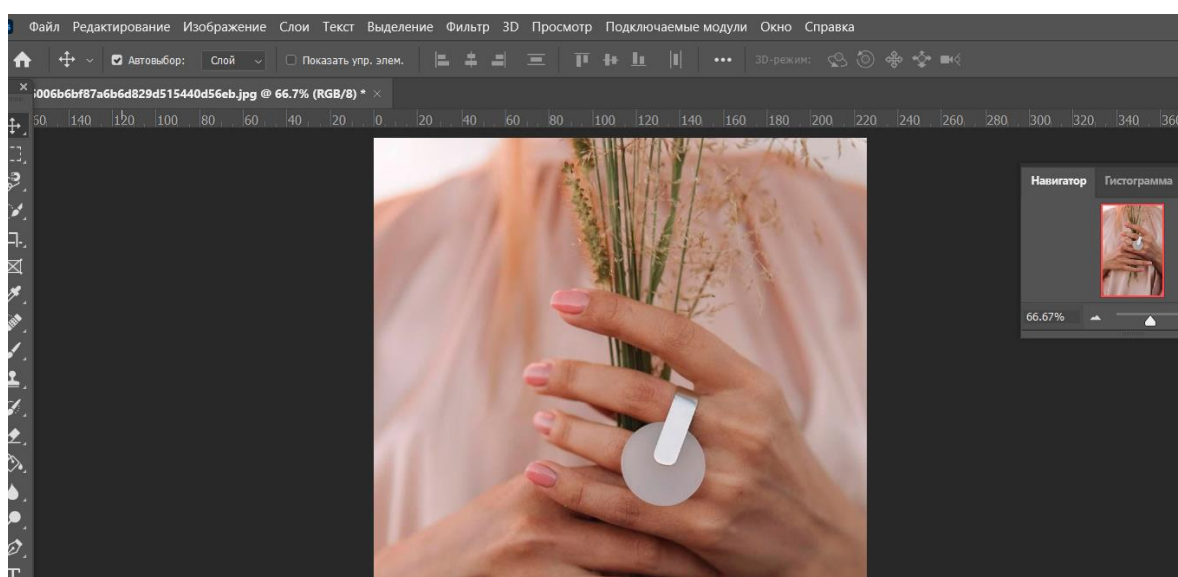 Файл Редактирование Изображение Слои Текст Выделение Фильтр 3D Просмотр Подключаемые модули Окно Справка
Автовыбор: Слой Показать упр. элем. 3D-режим:
006b6bf87a6b6d829d515440d56eb.jpg @ 66.7% (RGB/8) * ×
60 140 120 100 80 60 40 20 0 20 40 60 80 100 120 140 160 180 200 220 240 260 280 300 320 340 36
Навигатор Гистограмма
66.67%